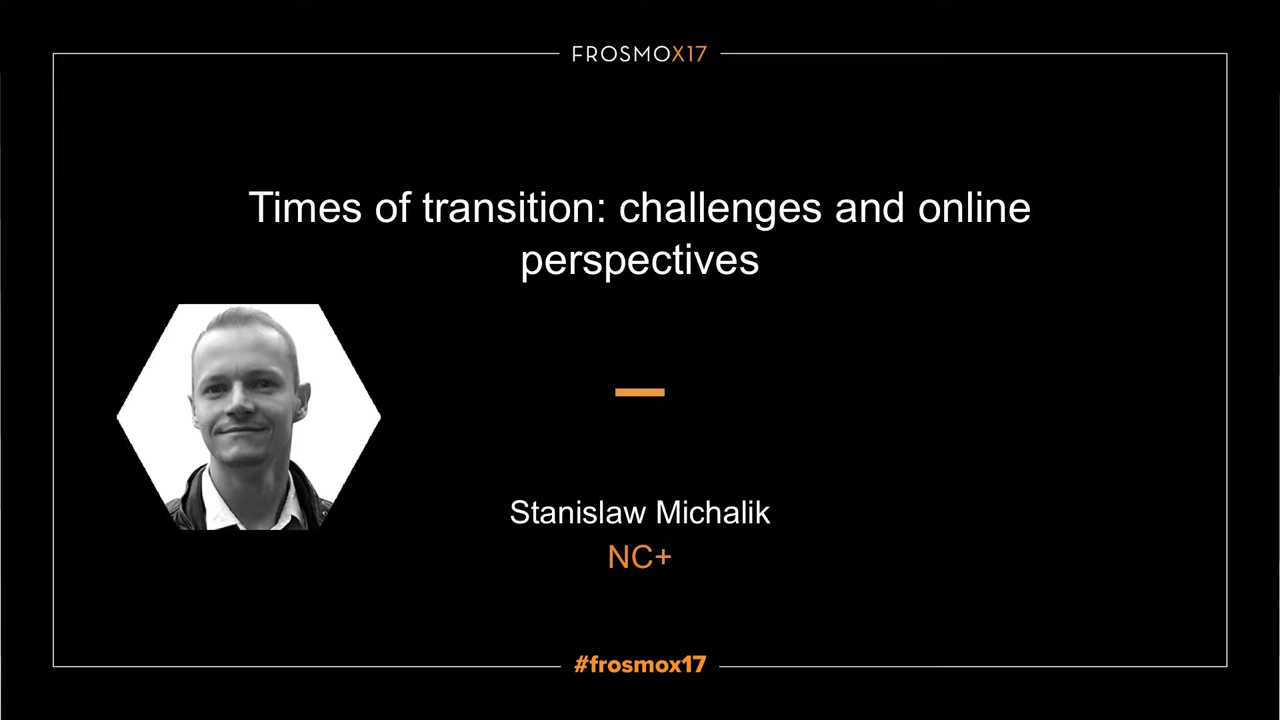 FROSMOX17
Times of transition: challenges and online
perspectives
Stanislaw Michalik
NC+
#frosmox17